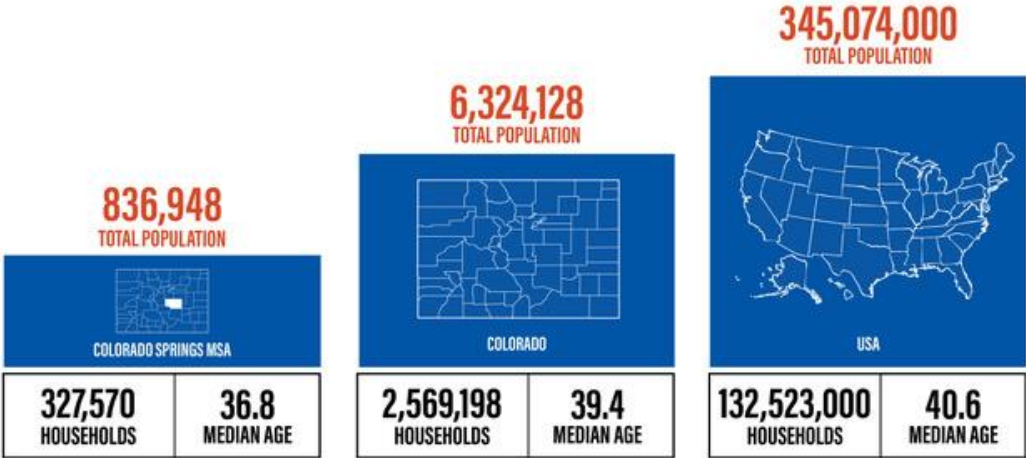 345,074,000
TOTAL POPULATION
6,324,128
TOTAL POPULATION
836,948
TOTAL POPULATION
COLORADO SPRINGS MSA
COLORADO
USA
327,570
HOUSEHOLDS
36.8
MEDIAN AGE
2,569,198
HOUSEHOLDS
39.4
MEDIAN AGE
132,523,000
HOUSEHOLDS
40.6
MEDIAN AGE